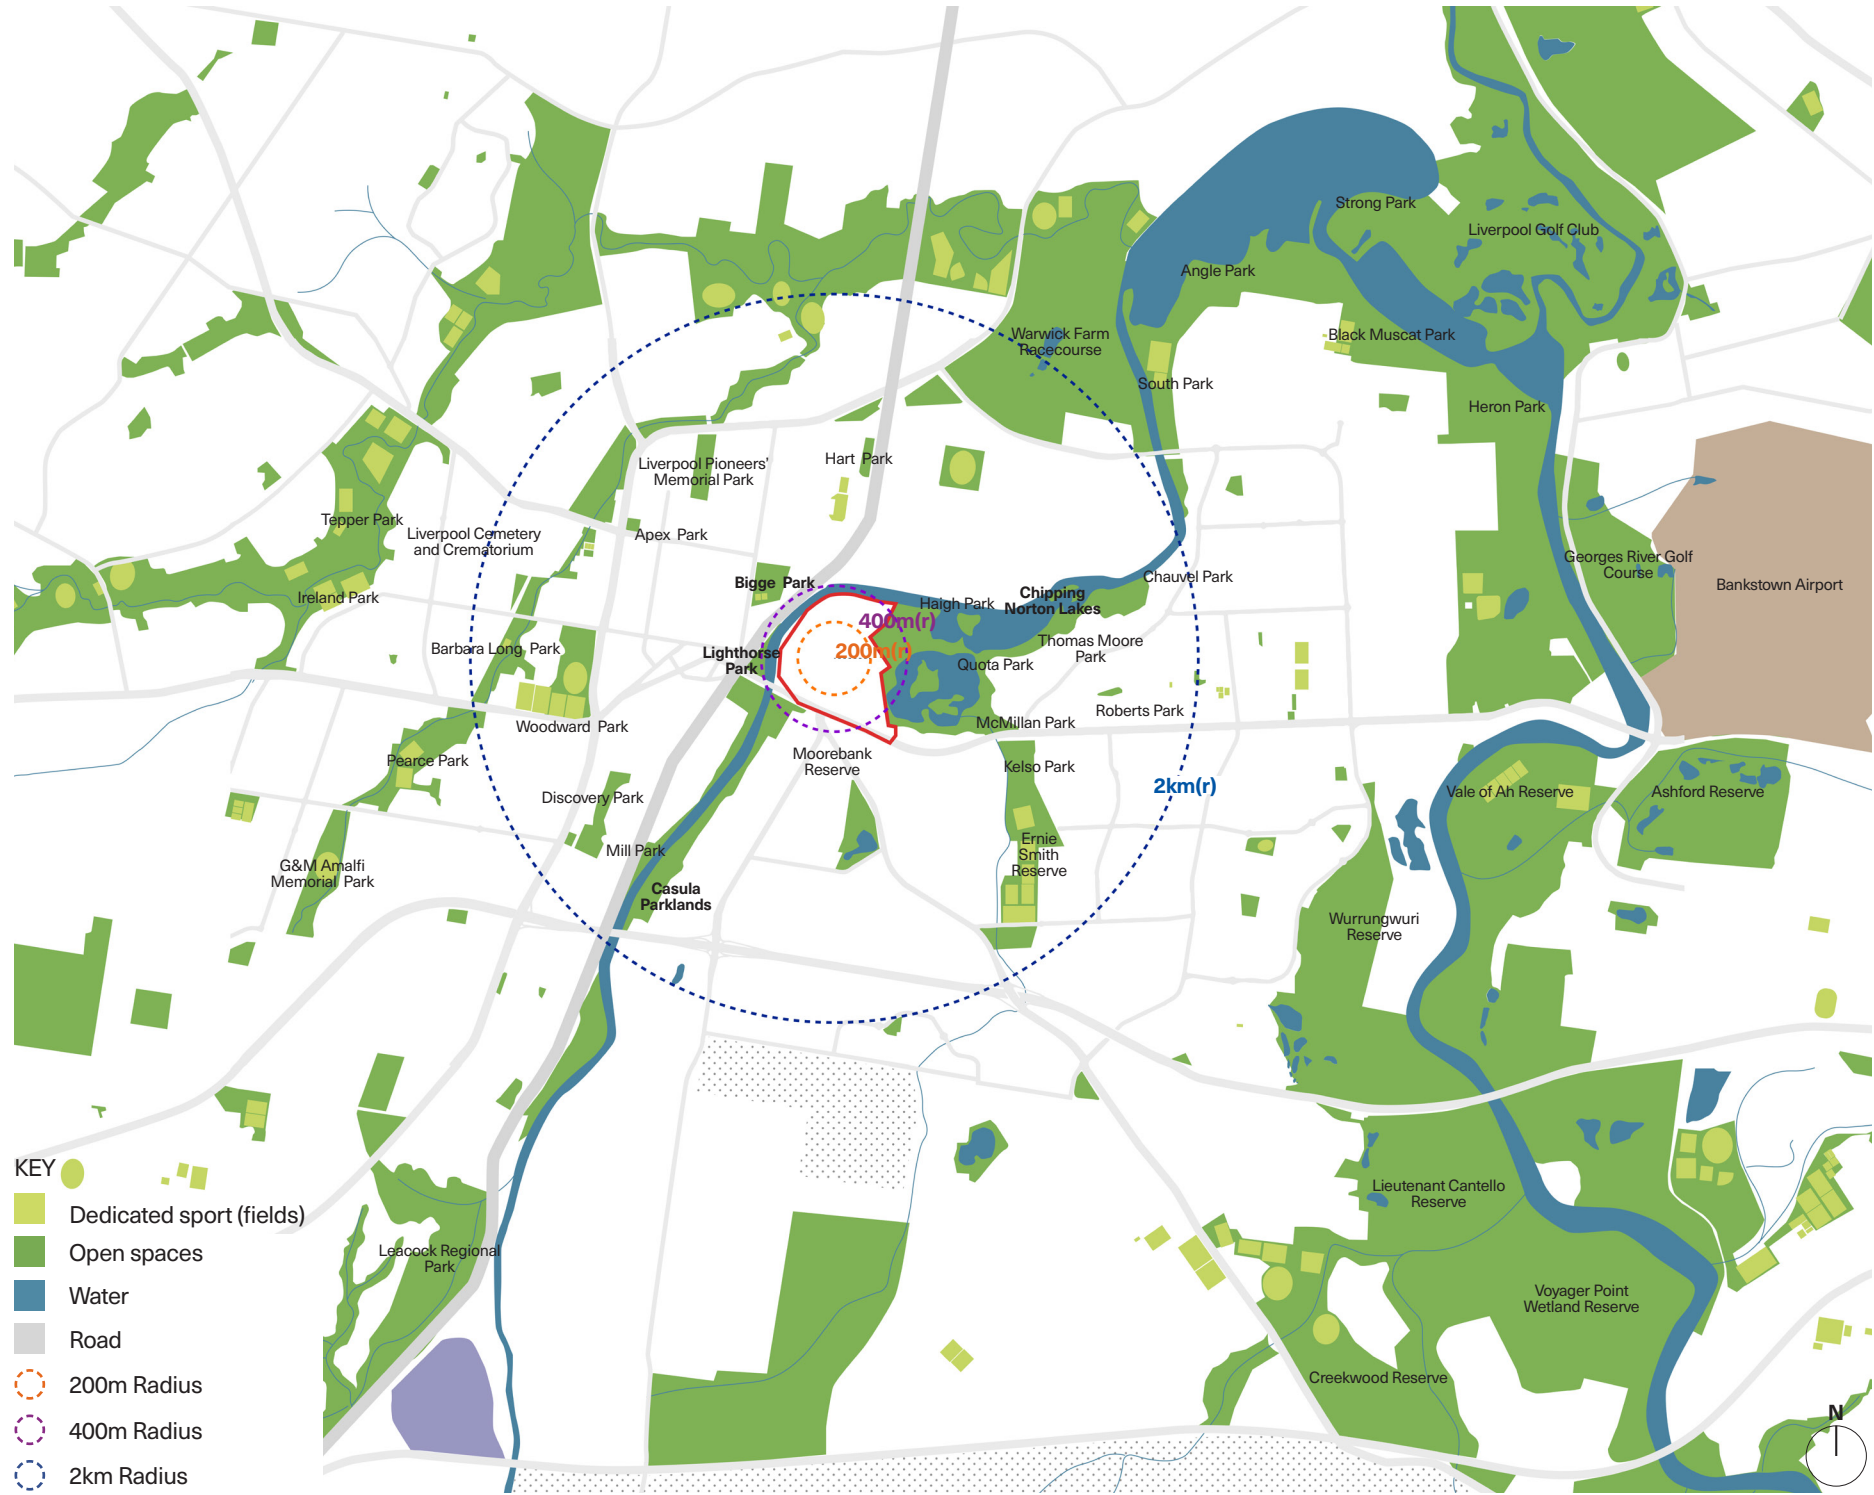 Strong Park
Liverpool Golf Club
Angle Park
Warwick Farm
Racecourse
Black Muscat Park
South Park
Heron Park
Liverpool Pioneers'
Memorial Park
Hart Park
Tepper Park
Liverpool Cemetery
and Crematorium
Apex Park
Georges River Golf
Course
Bankstown Airport
Bigge Park
Chauvel Park
Ireland Park
Haigh Park
Chipping
Norton Lakes
400m(r)
Barbara Long Park
Lighthorse
Park
200m(r)
Thomas Moore
Park
Quota Park
Roberts Park
Woodward Park
McMillan Park
Pearce Park
Moorebank
Reserve
Kelso Park
2km(r)
Vale of Ah Reserve
Ashford Reserve
Discovery Park
Mill Park
Ernie
Smith
Reserve
G&M Amalfi
Memorial Park
Casula
Parklands
Wurrungwuri
Reserve
Lieutenant Cantello
Reserve
Leacock Regional
Park
Voyager Point
Wetland Reserve
Creekwood Reserve
KEY
Dedicated sport (fields)
Open spaces
Water
Road
200m Radius
400m Radius
2km Radius
N